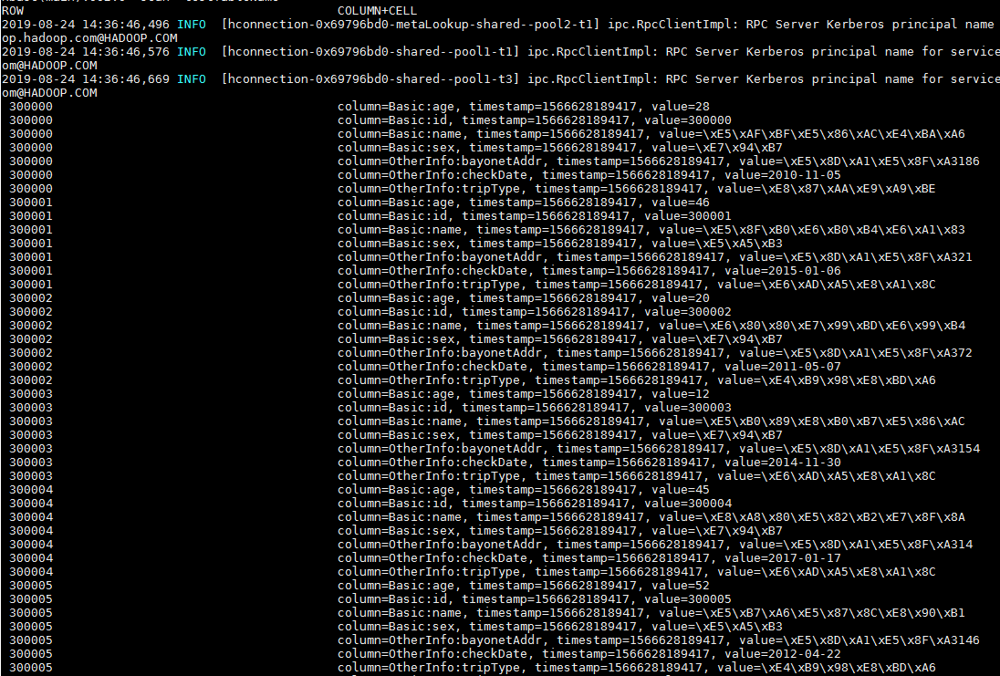 ROW COLUMN+CELL
2019-08-24 14:36:46,496 INFO [hconnection-0x69796bd0-metaLookup-shared--pool2-t1] ipc.RpcClientImpl: RPC Server Kerberos principal name
op.hadoop.com@HADOOP.COM
2019-08-24 14:36:46,576 INFO [hconnection-0x69796bd0-shared--pool1-t1] ipc.RpcClientImpl: RPC Server Kerberos principal name for service
om@HADOOP.COM
2019-08-24 14:36:46,669 INFO [hconnection-0x69796bd0-shared--pool1-t3] ipc.RpcClientImpl: RPC Server Kerberos principal name for service
om@HADOOP.COM
300000 column=Basic:age, timestamp=1566628189417, value=28
300000 column=Basic:id, timestamp=1566628189417, value=300000
300000 column=Basic:name, timestamp=1566628189417, value=\xE5\xAF\xBF\xE5\x86\xAC\xE4\xBA\xA6
300000 column=Basic:sex, timestamp=1566628189417, value=\xE7\x94\xB7
300000 column=OtherInfo:bayonetAddr, timestamp=1566628189417, value=\xE5\x8D\xA1\xE5\x8F\xA3186
300000 column=OtherInfo:checkDate, timestamp=1566628189417, value=2010-11-05
300000 column=OtherInfo:tripType, timestamp=1566628189417, value=\xE8\x87\xAA\xE9\xA9\xBE
300001 column=Basic:age, timestamp=1566628189417, value=46
300001 column=Basic:id, timestamp=1566628189417, value=300001
300001 column=Basic:name, timestamp=1566628189417, value=\xE5\x8F\xB0\xE6\xB0\xB4\xE6\xA1\x83
300001 column=Basic:sex, timestamp=1566628189417, value=\xE5\xA5\xB3
300001 column=OtherInfo:bayonetAddr, timestamp=1566628189417, value=\xE5\x8D\xA1\xE5\x8F\xA321
300001 column=OtherInfo:checkDate, timestamp=1566628189417, value=2015-01-06
300001 column=OtherInfo:tripType, timestamp=1566628189417, value=\xE6\xAD\xA5\xE8\xA1\x8C
300002 column=Basic:age, timestamp=1566628189417, value=20
300002 column=Basic:id, timestamp=1566628189417, value=300002
300002 column=Basic:name, timestamp=1566628189417, value=\xE6\x80\x80\xE7\x99\xBD\xE6\x99\xB4
300002 column=Basic:sex, timestamp=1566628189417, value=\xE7\x94\xB7
300002 column=OtherInfo:bayonetAddr, timestamp=1566628189417, value=\xE5\x8D\xA1\xE5\x8F\xA372
300002 column=OtherInfo:checkDate, timestamp=1566628189417, value=2011-05-07
300002 column=OtherInfo:tripType, timestamp=1566628189417, value=\xE4\xB9\x98\xE8\xBD\xA6
300003 column=Basic:age, timestamp=1566628189417, value=12
300003 column=Basic:id, timestamp=1566628189417, value=300003
300003 column=Basic:name, timestamp=1566628189417, value=\xE5\xB0\x89\xE8\xB0\xB7\xE5\x86\xAC
300003 column=Basic:sex, timestamp=1566628189417, value=\xE7\x94\xB7
300003 column=OtherInfo:bayonetAddr, timestamp=1566628189417, value=\xE5\x8D\xA1\xE5\x8F\xA3154
300003 column=OtherInfo:checkDate, timestamp=1566628189417, value=2014-11-30
300003 column=OtherInfo:tripType, timestamp=1566628189417, value=\xE6\xAD\xA5\xE8\xA1\x8C
300004 column=Basic:age, timestamp=1566628189417, value=45
300004 column=Basic:id, timestamp=1566628189417, value=300004
300004 column=Basic:name, timestamp=1566628189417, value=\xE8\xA8\x80\xE5\x82\xB2\xE7\x8F\x8A
300004 column=Basic:sex, timestamp=1566628189417, value=\xE7\x94\xB7
300004 column=OtherInfo:bayonetAddr, timestamp=1566628189417, value=\xE5\x8D\xA1\xE5\x8F\xA314
300004 column=OtherInfo:checkDate, timestamp=1566628189417, value=2017-01-17
300004 column=OtherInfo:tripType, timestamp=1566628189417, value=\xE6\xAD\xA5\xE8\xA1\x8C
300005 column=Basic:age, timestamp=1566628189417, value=52
300005 column=Basic:id, timestamp=1566628189417, value=300005
300005 column=Basic:name, timestamp=1566628189417, value=\xE5\xB7\xA6\xE5\x87\x8C\xE8\x90\xB1
300005 column=Basic:sex, timestamp=1566628189417, value=\xE5\xA5\xB3
300005 column=OtherInfo:bayonetAddr, timestamp=1566628189417, value=\xE5\x8D\xA1\xE5\x8F\xA3146
300005 column=OtherInfo:checkDate, timestamp=1566628189417, value=2012-04-22
300005 column=OtherInfo:tripType, timestamp=1566628189417, value=\xE4\xB9\x98\xE8\xBD\xA6